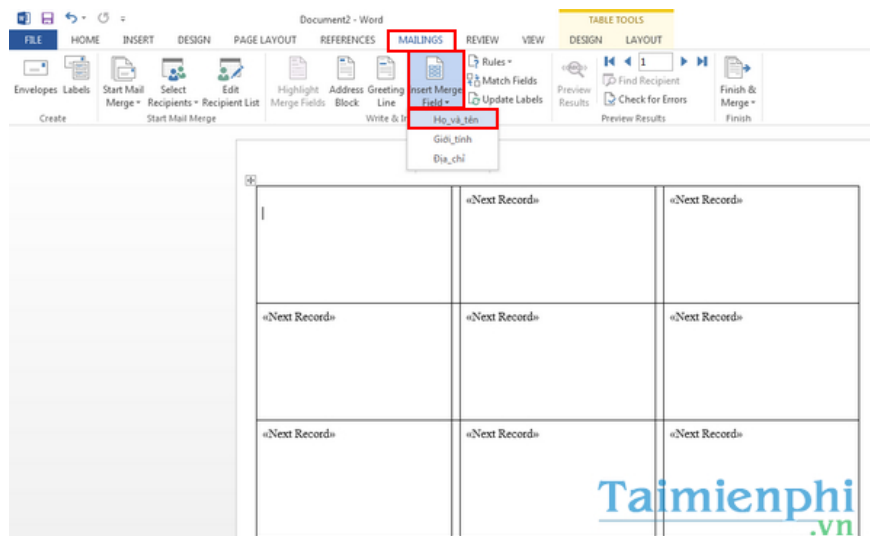 Document2 - Word
TABLE TOOLS
FILE HOME INSERT DESIGN PAGE LAYOUT REFERENCES MAILINGS REVIEW VIEW DESIGN LAYOUT
Envelopes Labels
Start Mail Merge
Select Recipients
Edit Recipient List
Highlight Merge Fields
Address Block
Greeting Line
Insert Merge Field
Rules
Match Fields
Update Labels
Preview Results
1
Find Recipient
Check for Errors
Finish & Merge
Create
Start Mail Merge
Write & In
Preview Results
Finish
Họ_và_tên
Giới_tính
Địa_chỉ
«Next Record» «Next Record»
«Next Record» «Next Record» «Next Record»
«Next Record» «Next Record» «Next Record»
Taimienphi
.vn